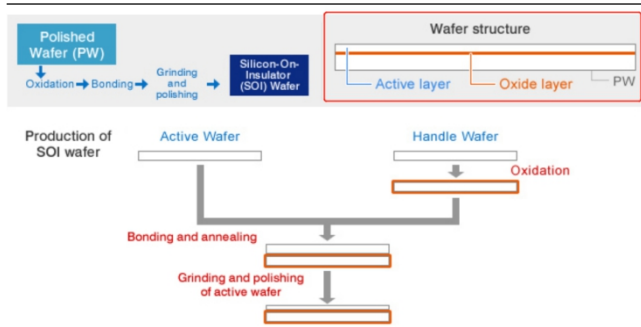 Polished
Wafer (PW)
Oxidation
Bonding
Grinding
and
polishing
Silicon-On-
Insulator
(SOI) Wafer
Wafer structure
Active layer
Oxide layer
PW
Production of
SOI wafer
Active Wafer
Handle Wafer
Oxidation
Bonding and annealing
Grinding and polishing
of active wafer